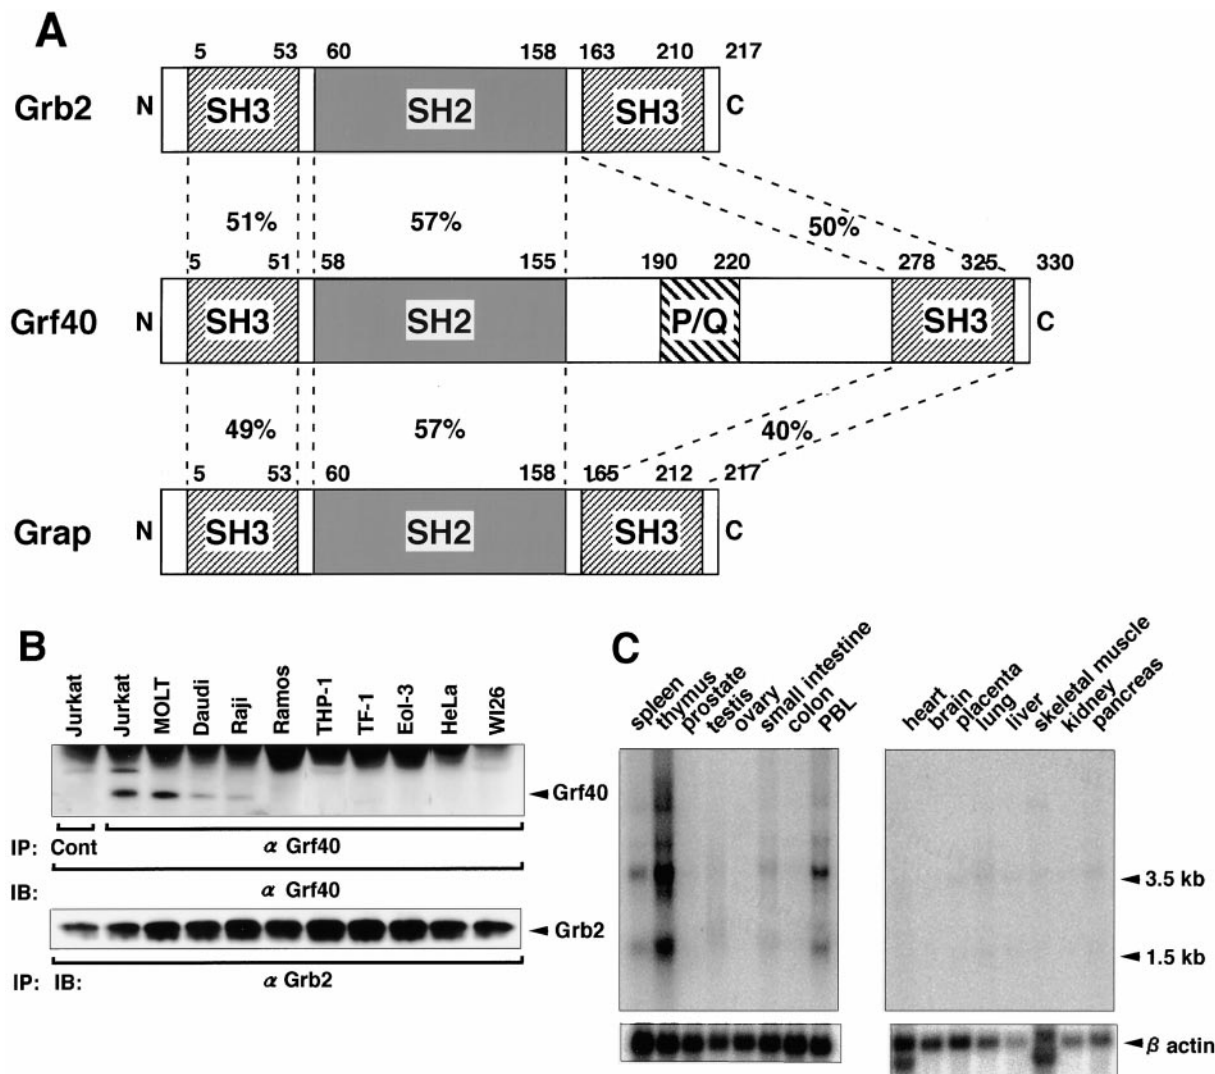 A
5 53 60 158 163 210 217
Grb2 N SH3 SH2 SH3 C
51% 57% 50%
5 51 58 155 190 220 278 325 330
Grf40 N SH3 SH2 P/Q SH3 C
49% 57% 40%
5 53 60 158 165 212 217
Grap N SH3 SH2 SH3 C
B
Jurkat Jurkat MOLT Daudi Raji Ramos THP-1 TF-1 Eol-3 HeLa WI26
Grf40
IP: Cont α Grf40
IB: α Grf40
Grb2
IP: IB: α Grb2
C
spleen thymus prostate testis ovary small intestine colon PBL
heart brain placenta lung liver skeletal muscle kidney pancreas
3.5 kb
1.5 kb
β actin